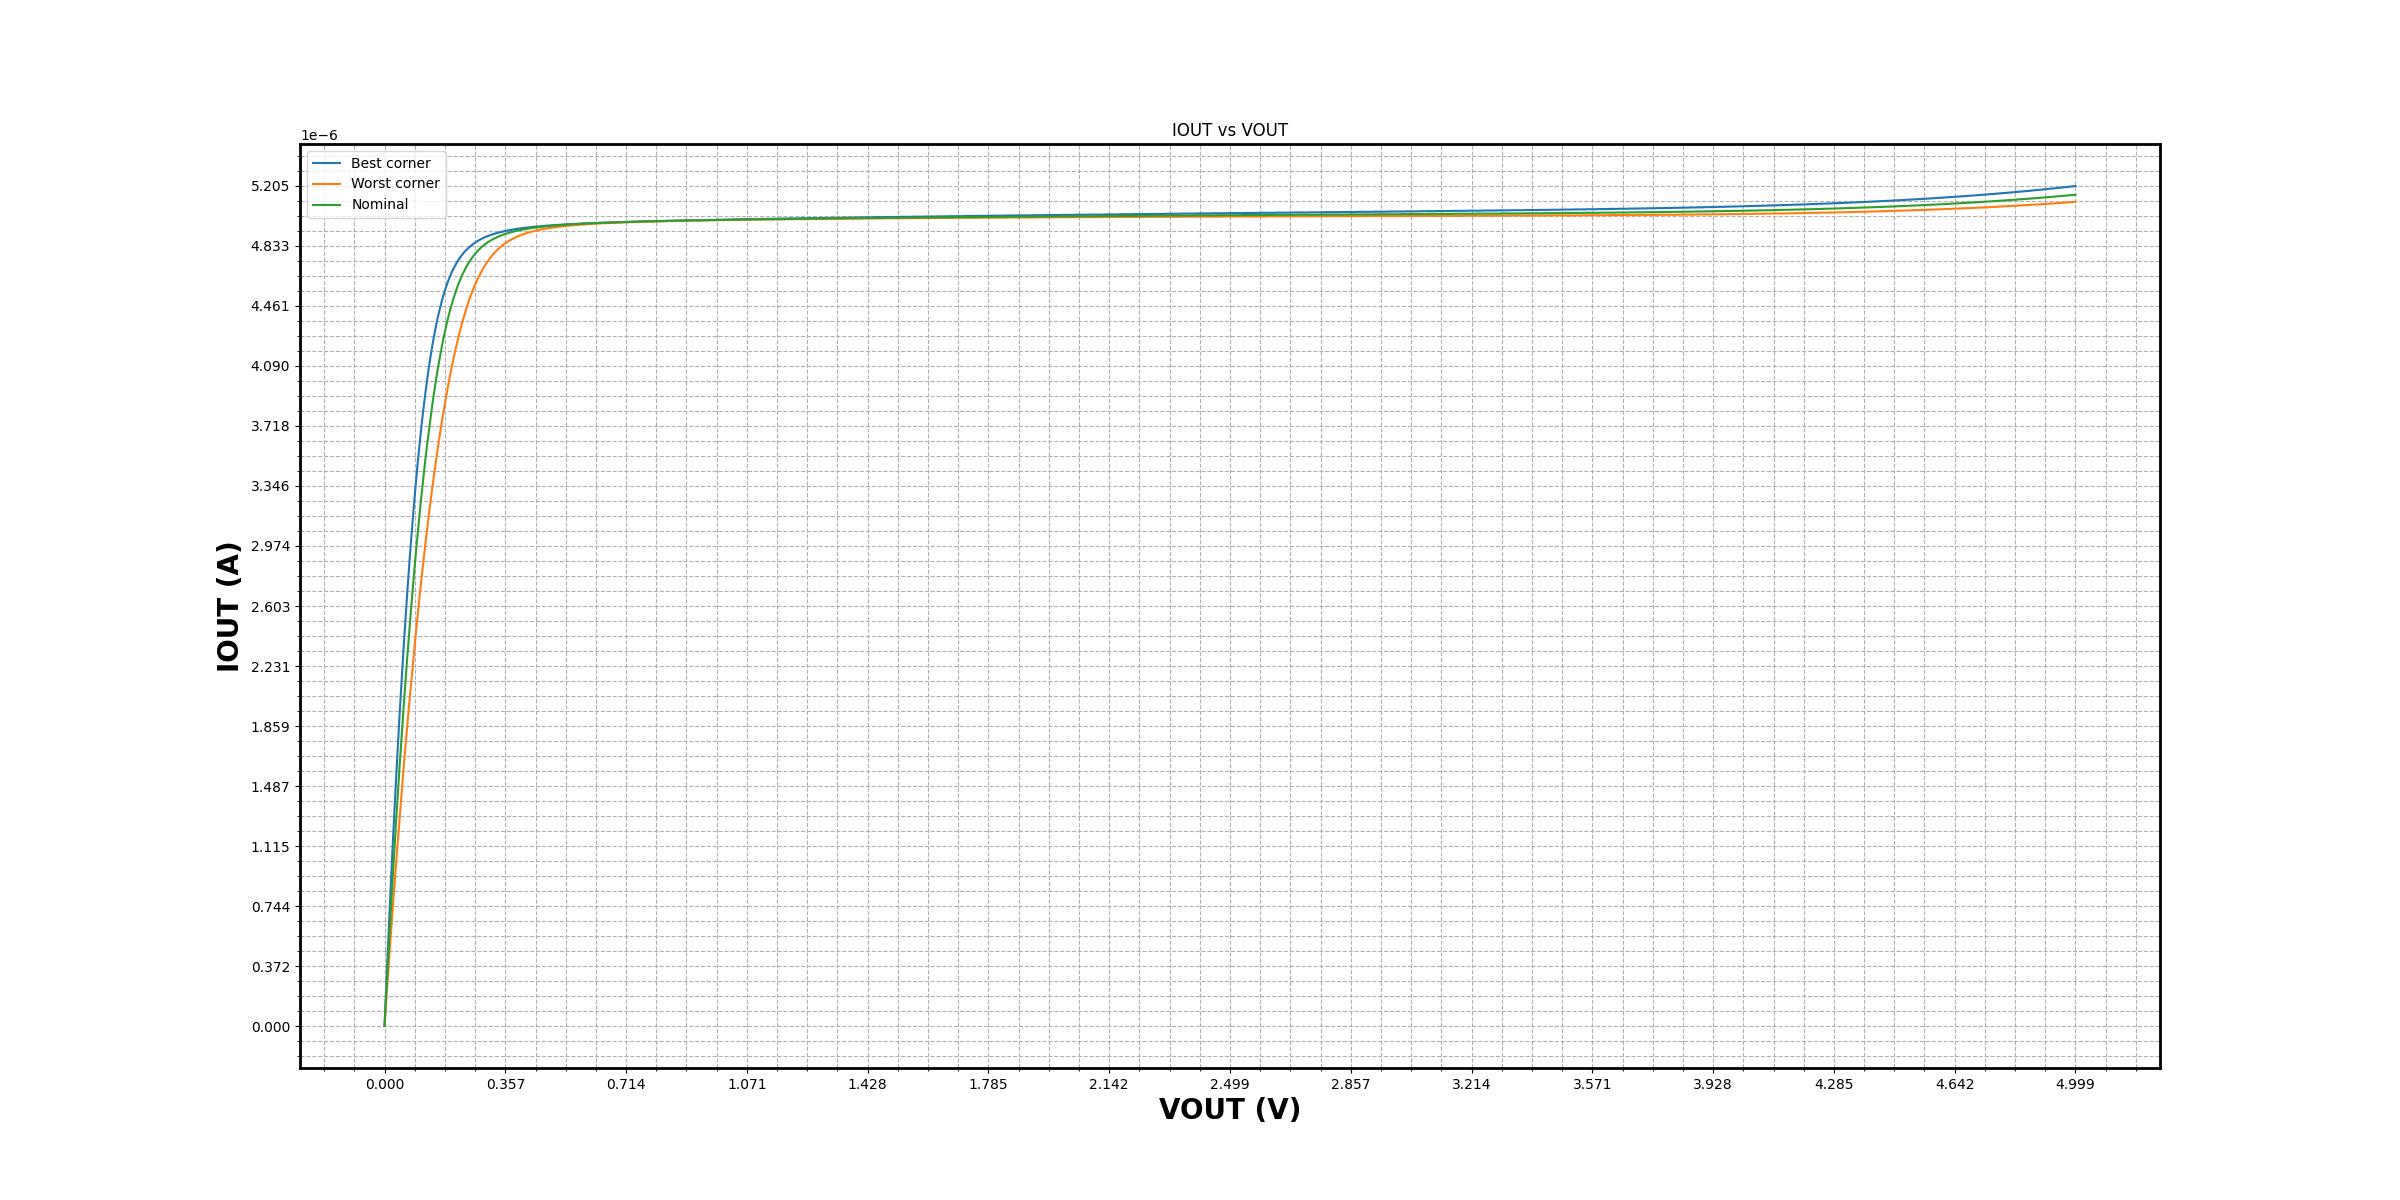 IOUT vs VOUT
1e−6
Best corner
Worst corner
Nominal
5.205
4.833
4.461
4.090
3.718
3.346
2.974
2.603
2.231
1.859
1.487
1.115
0.744
0.372
0.000
IOUT (A)
0.000 0.357 0.714 1.071 1.428 1.785 2.142 2.499 2.857 3.214 3.571 3.928 4.285 4.642 4.999
VOUT (V)